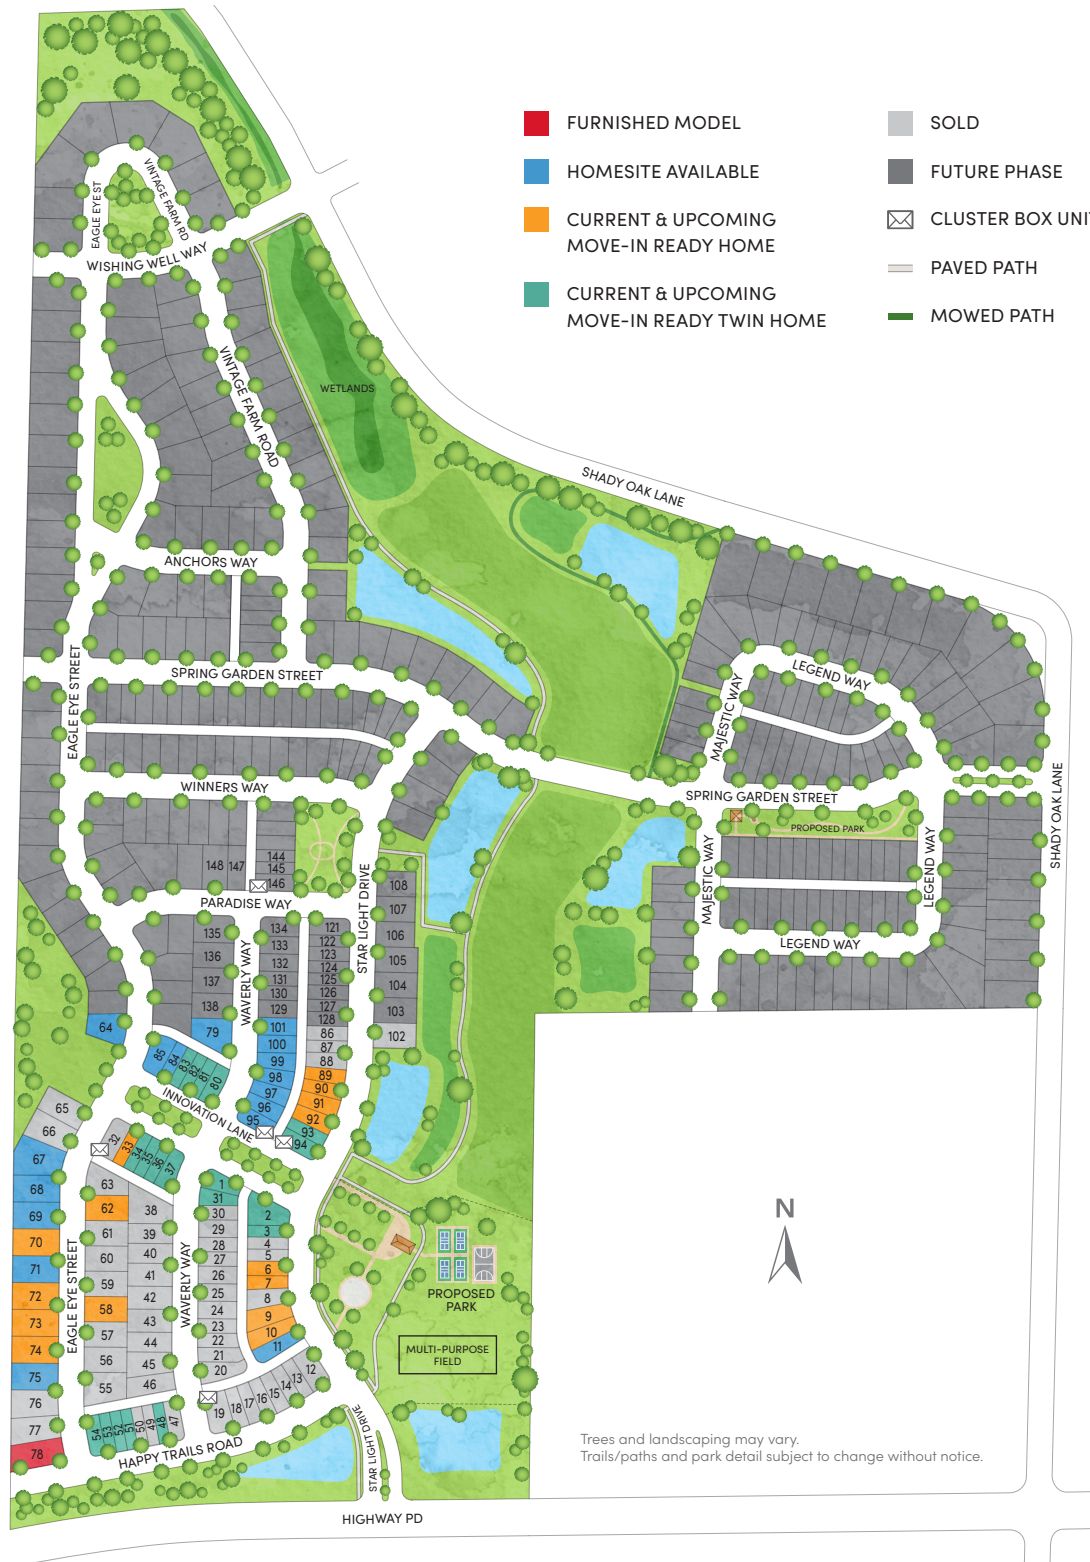 FURNISHED MODEL
HOMESITE AVAILABLE
CURRENT & UPCOMING
MOVE-IN READY HOME
CURRENT & UPCOMING
MOVE-IN READY TWIN HOME
SOLD
FUTURE PHASE
CLUSTER BOX UNIT
PAVED PATH
MOWED PATH
EAGLE EYE ST
VINTAGE FARM RD
WISHING WELL WAY
VINTAGE FARM ROAD
WETLANDS
SHADY OAK LANE
ANCHORS WAY
SPRING GARDEN STREET
EAGLE EYE STREET
LEGEND WAY
MAJESTIC WAY
WINNERS WAY
SPRING GARDEN STREET
SHADY OAK LANE
PROPOSED PARK
148
147
144
145
146
PARADISE WAY
STAR LIGHT DRIVE
MAJESTIC WAY
LEGEND WAY
LEGEND WAY
108
107
106
105
104
103
102
135
136
137
138
79
WAVERLY WAY
134
133
132
131
130
129
101
100
99
98
97
96
95
121
122
123
124
125
126
127
128
86
87
88
89
90
91
92
93
94
64
85
84
83
82
81
80
INNOVATION LANE
65
66
67
68
69
70
71
72
73
74
75
76
77
78
32
33
34
35
36
37
63
62
61
60
59
58
57
56
55
38
39
40
41
42
43
44
45
46
EAGLE EYE STREET
WAVERLY WAY
1
31
30
29
28
27
26
25
24
23
22
21
20
2
3
4
5
6
7
8
9
10
11
12
13
14
15
16
17
18
19
54
53
52
51
50
49
48
47
HAPPY TRAILS ROAD
STAR LIGHT DRIVE
PROPOSED
PARK
MULTI-PURPOSE
FIELD
N
Trees and landscaping may vary.
Trails/paths and park detail subject to change without notice.
HIGHWAY PD